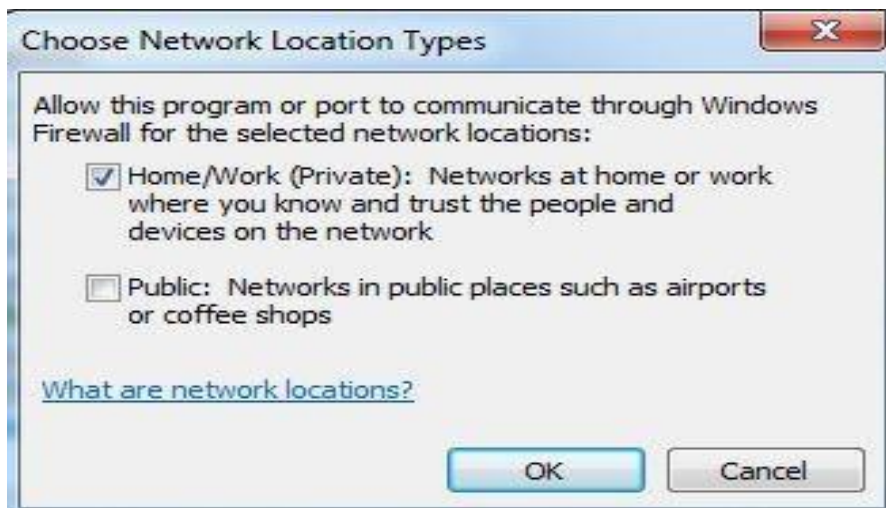 Choose Network Location Types
Allow this program or port to communicate through Windows
Firewall for the selected network locations:
Home/Work (Private): Networks at home or work
where you know and trust the people and
devices on the network
Public: Networks in public places such as airports
or coffee shops
What are network locations?
OK
Cancel